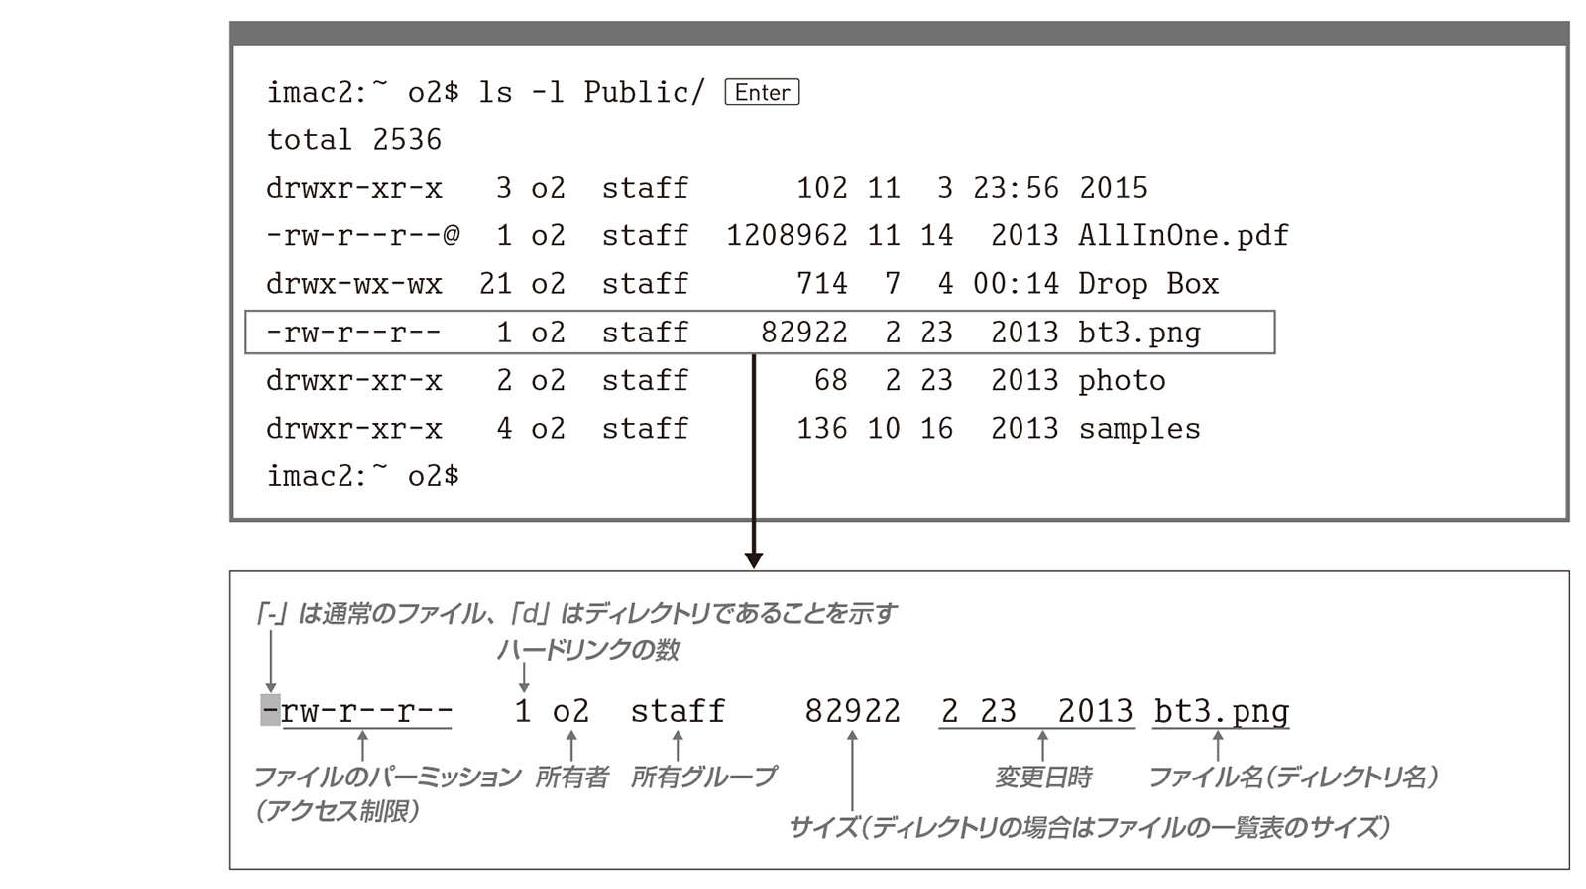 imac2:~ o2$ ls -l Public/ Enter
total 2536
drwxr-xr-x   3 o2  staff      102 11  3 23:56 2015
-rw-r--r--@  1 o2  staff  1208962 11 14  2013 AllInOne.pdf
drwx-wx-wx  21 o2  staff      714  7  4 00:14 Drop Box
-rw-r--r--   1 o2  staff    82922  2 23  2013 bt3.png
drwxr-xr-x   2 o2  staff       68  2 23  2013 photo
drwxr-xr-x   4 o2  staff      136 10 16  2013 samples
imac2:~ o2$
「-」は通常のファイル、「d」はディレクトリであることを示す
ハードリンクの数
-rw-r--r--   1 o2  staff    82922  2 23  2013 bt3.png
ファイルのパーミッション 所有者 所有グループ 変更日時 ファイル名(ディレクトリ名)
(アクセス制限)
サイズ(ディレクトリの場合はファイルの一覧表のサイズ)